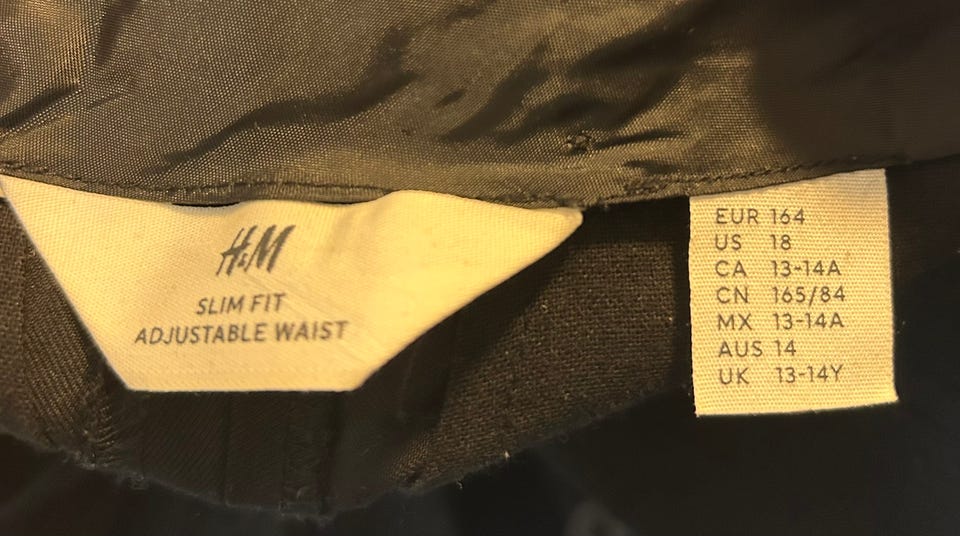 H&M
SLIM FIT
ADJUSTABLE WAIST
EUR 164
US 18
CA 13-14A
CN 165/84
MX 13-14A
AUS 14
UK 13-14Y